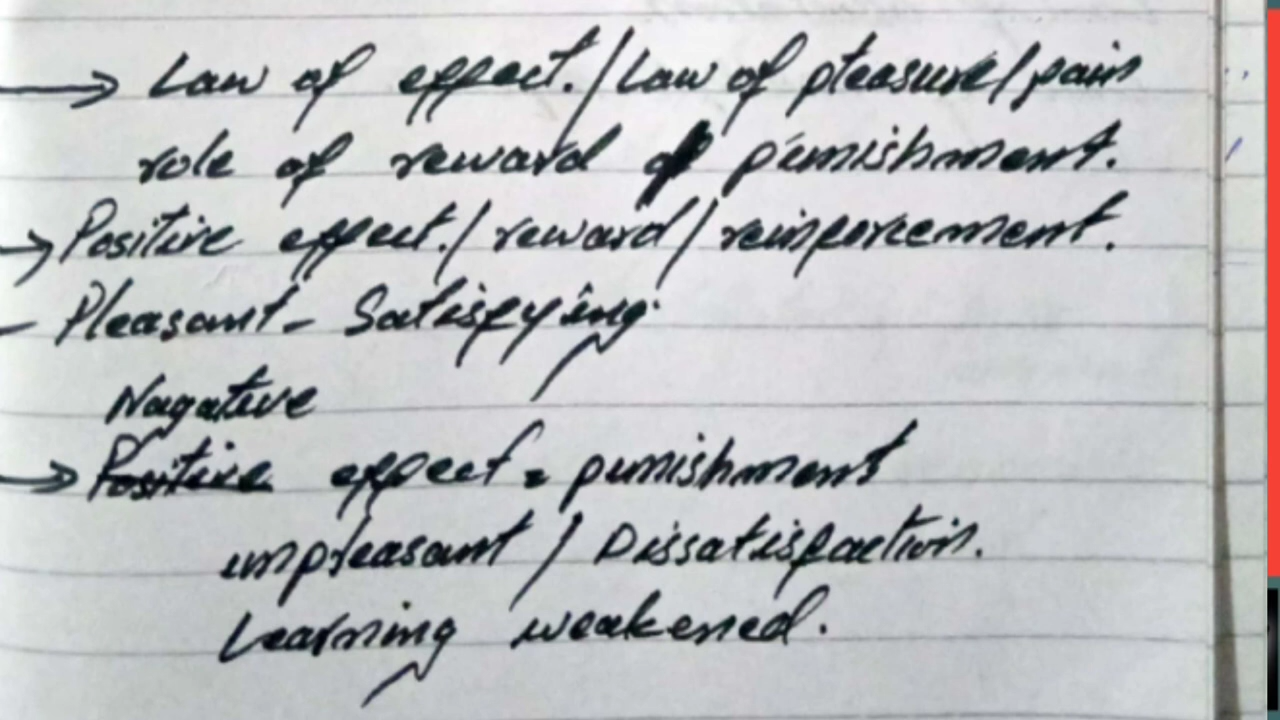 → Law of effect./Law of pleasure/pain
role of reward of punishment.
→ Positive effect./reward/reinforcement.
- Pleasant - Satisfying.
Nagative
→ Positive effect = punishment
unpleasant / Dissatisfaction.
Learning weakened.